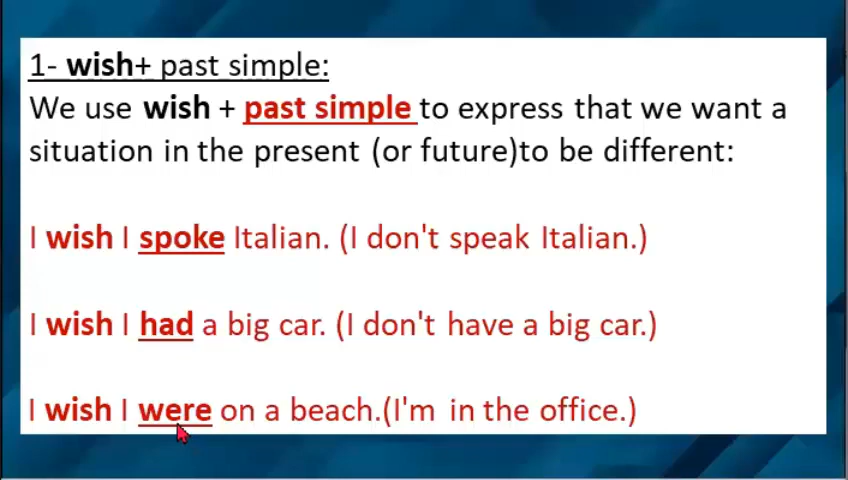 1- wish+ past simple:
We use wish + past simple to express that we want a
situation in the present (or future)to be different:
I wish I spoke Italian. (I don't speak Italian.)
I wish I had a big car. (I don't have a big car.)
I wish I were on a beach.(I'm in the office.)